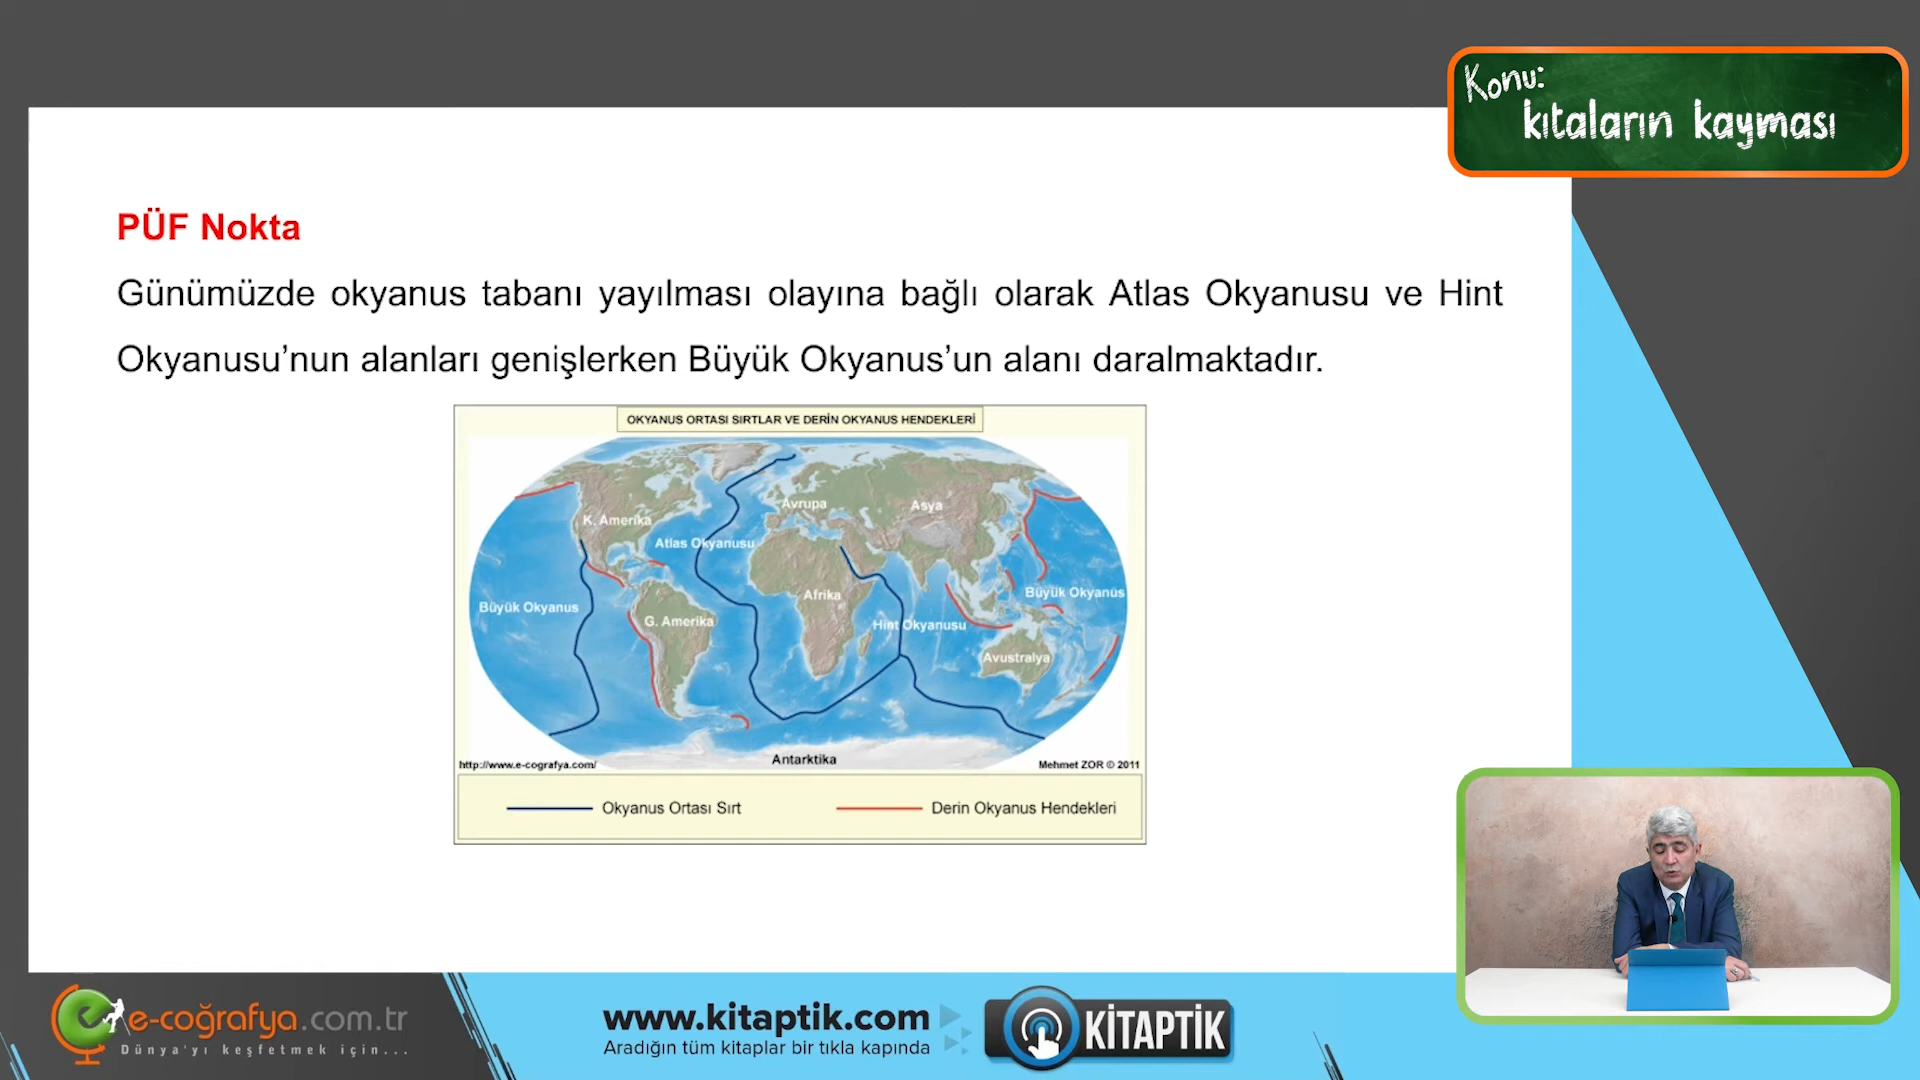 Konu:
kıtaların kayması
PÜF Nokta
Günümüzde okyanus tabanı yayılması olayına bağlı olarak Atlas Okyanusu ve Hint
Okyanusu’nun alanları genişlerken Büyük Okyanus’un alanı daralmaktadır.
OKYANUS ORTASI SIRTLAR VE DERİN OKYANUS HENDEKLERİ
Avrupa
Asya
K. Amerika
Atlas Okyanusu
Büyük Okyanus
Afrika
Büyük Okyanus
G. Amerika
Hint Okyanusu
Avustralya
Antarktika
http://www.e-cografya.com/
Mehmet ZOR © 2011
Okyanus Ortası Sırt
Derin Okyanus Hendekleri
e-coğrafya.com.tr
Dünya'yı keşfetmek için...
www.kitaptik.com
Aradığın tüm kitaplar bir tıkla kapında
KİTAPTIK